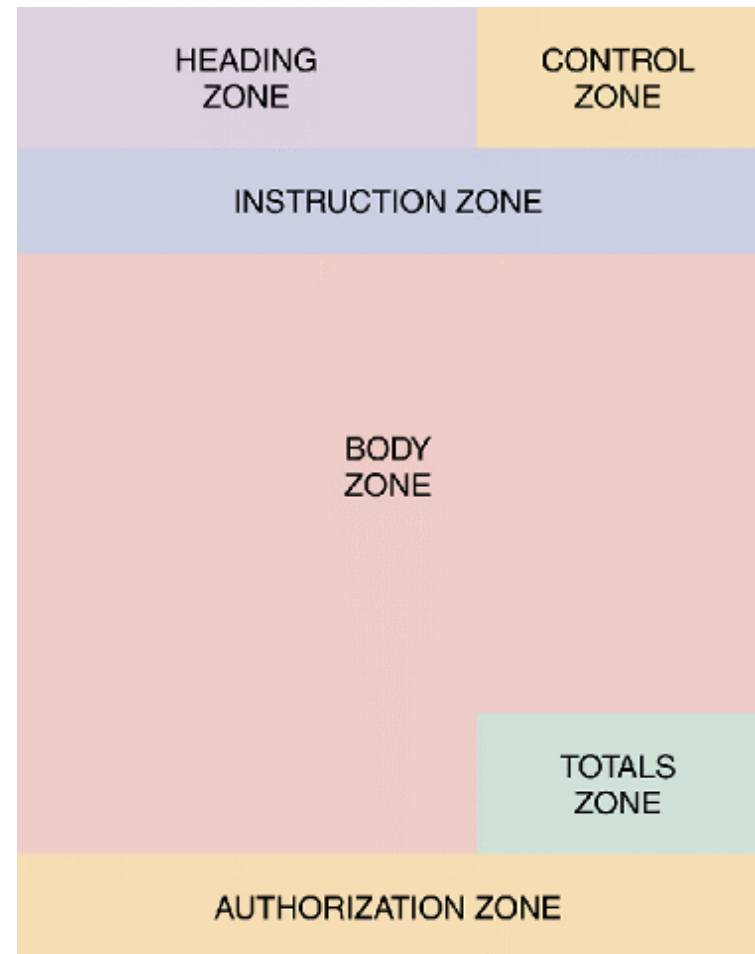 HEADING
ZONE
CONTROL
ZONE
INSTRUCTION ZONE
BODY
ZONE
TOTALS
ZONE
AUTHORIZATION ZONE